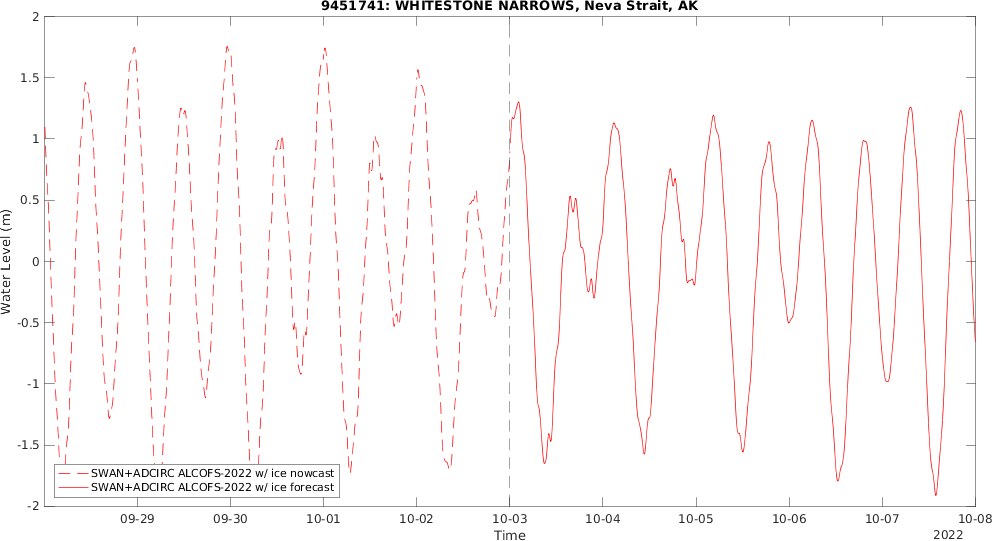 9451741: WHITESTONE NARROWS, Neva Strait, AK
2
1.5
1
0.5
0
-0.5
-1
-1.5
-2
Water Level (m)
SWAN+ADCIRC ALCOFS-2022 w/ ice nowcast
SWAN+ADCIRC ALCOFS-2022 w/ ice forecast
09-29 09-30 10-01 10-02 10-03 10-04 10-05 10-06 10-07 10-08
Time
2022